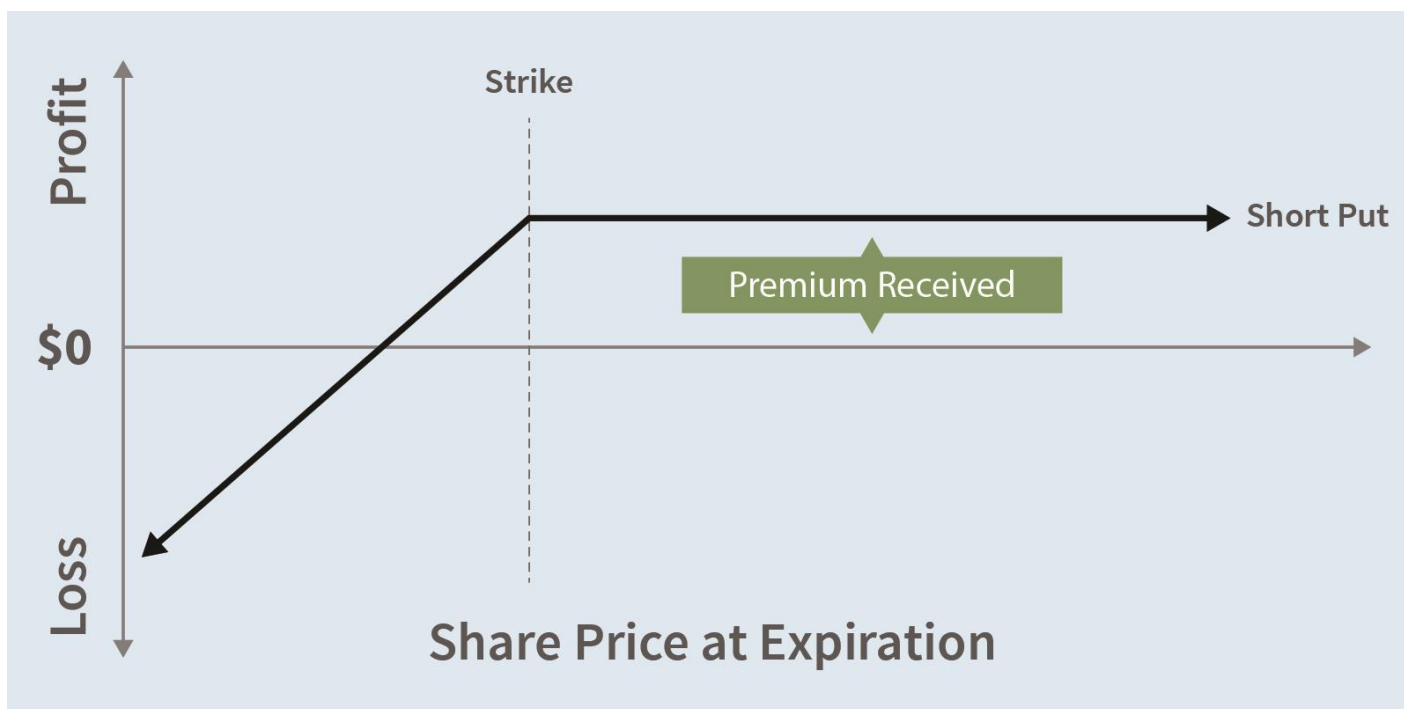 Profit
Strike
Short Put
Premium Received
$0
Loss
Share Price at Expiration